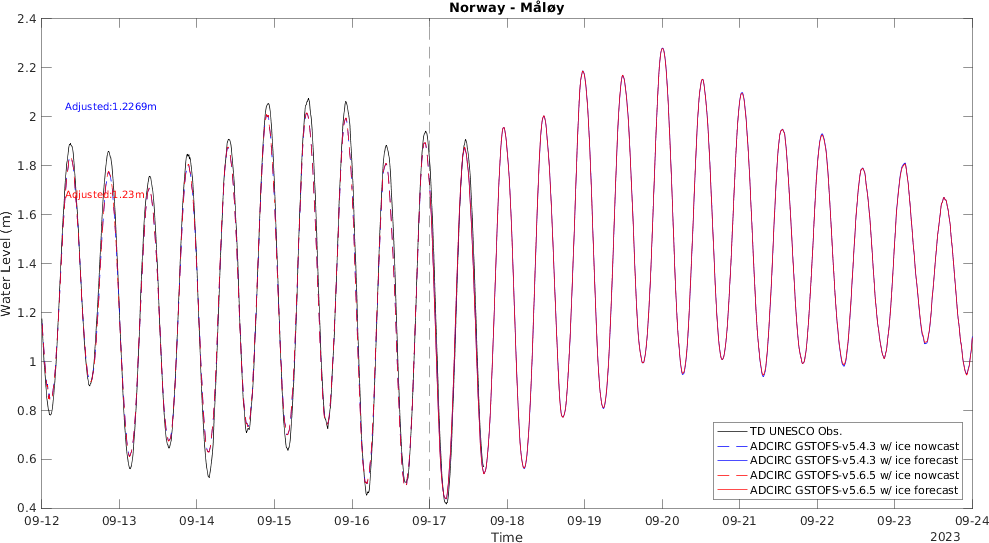 Norway - Måløy
2.4
2.2
2
1.8
1.6
1.4
1.2
1
0.8
0.6
0.4
Water Level (m)
Adjusted:1.2269m
Adjusted:1.23m
TD UNESCO Obs.
ADCIRC GSTOFS-v5.4.3 w/ ice nowcast
ADCIRC GSTOFS-v5.4.3 w/ ice forecast
ADCIRC GSTOFS-v5.6.5 w/ ice nowcast
ADCIRC GSTOFS-v5.6.5 w/ ice forecast
09-12 09-13 09-14 09-15 09-16 09-17 09-18 09-19 09-20 09-21 09-22 09-23 09-24
Time
2023